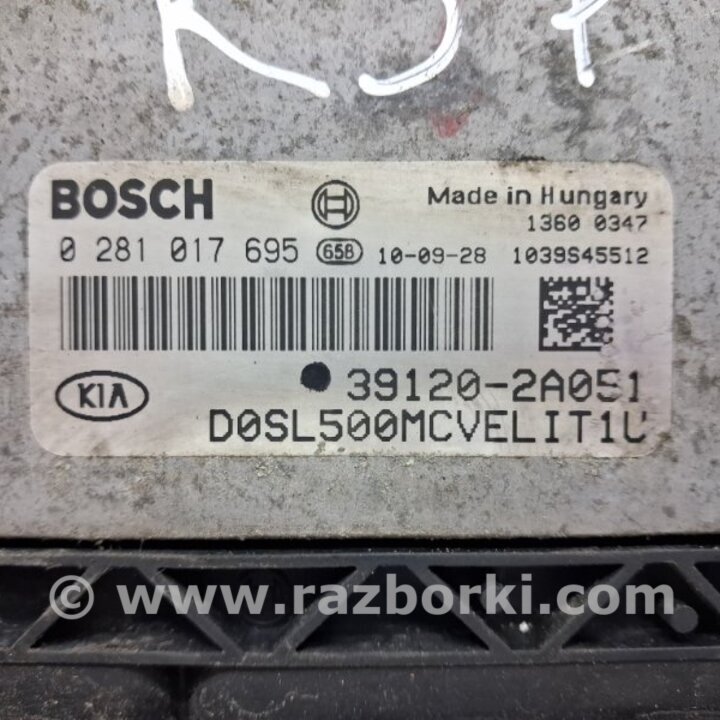 BOSCH
Made in Hungary
1360 0347
0 281 017 695 658 10-09-28 1039S45512
KIA
39120-2A051
D0SL500MCVELIT1U
© www.razborki.com